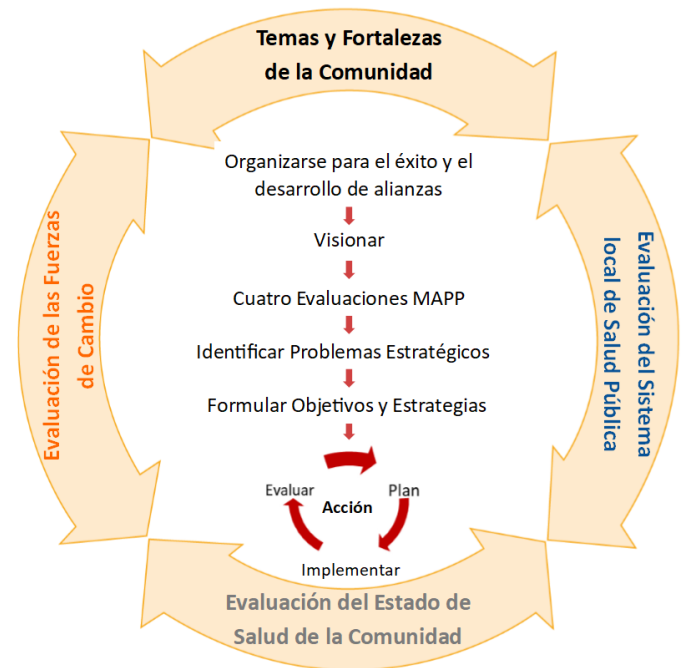 Temas y Fortalezas
de la Comunidad
Organizarse para el éxito y el
desarrollo de alianzas
Visionar
Cuatro Evaluaciones MAPP
Identificar Problemas Estratégicos
Formular Objetivos y Estrategias
Evaluar
Plan
Acción
Implementar
Evaluación de las Fuerzas
de Cambio
Evaluación del Sistema
local de Salud Pública
Evaluación del Estado de
Salud de la Comunidad